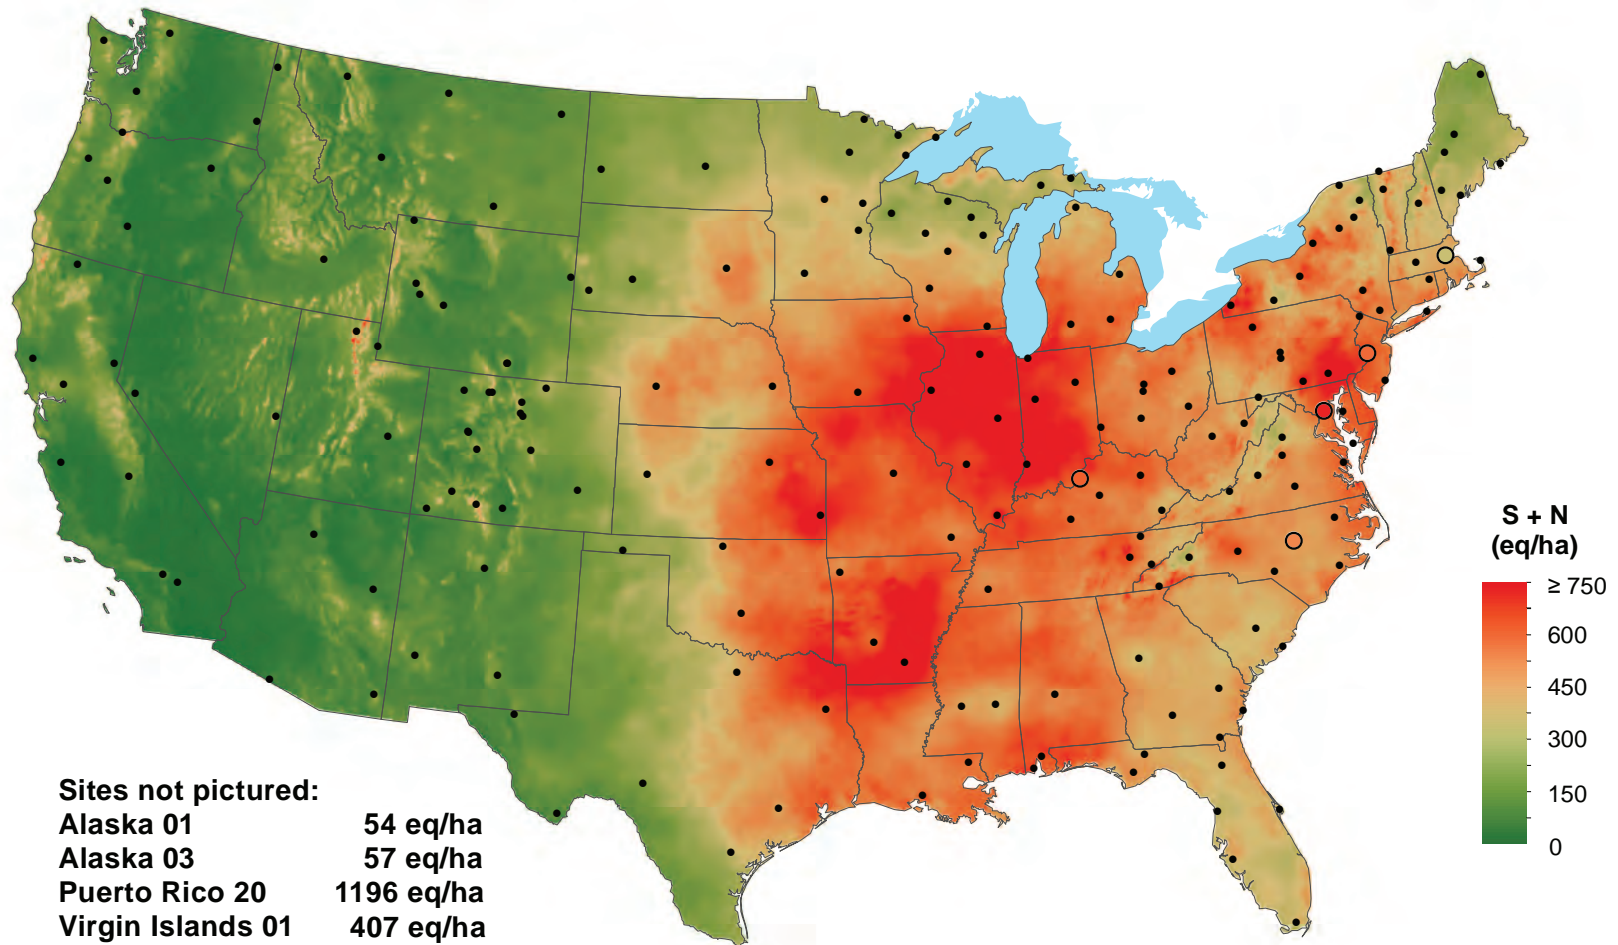 S + N
(eq/ha)
≥ 750
600
450
300
150
0
Sites not pictured:
Alaska 01 54 eq/ha
Alaska 03 57 eq/ha
Puerto Rico 20 1196 eq/ha
Virgin Islands 01 407 eq/ha